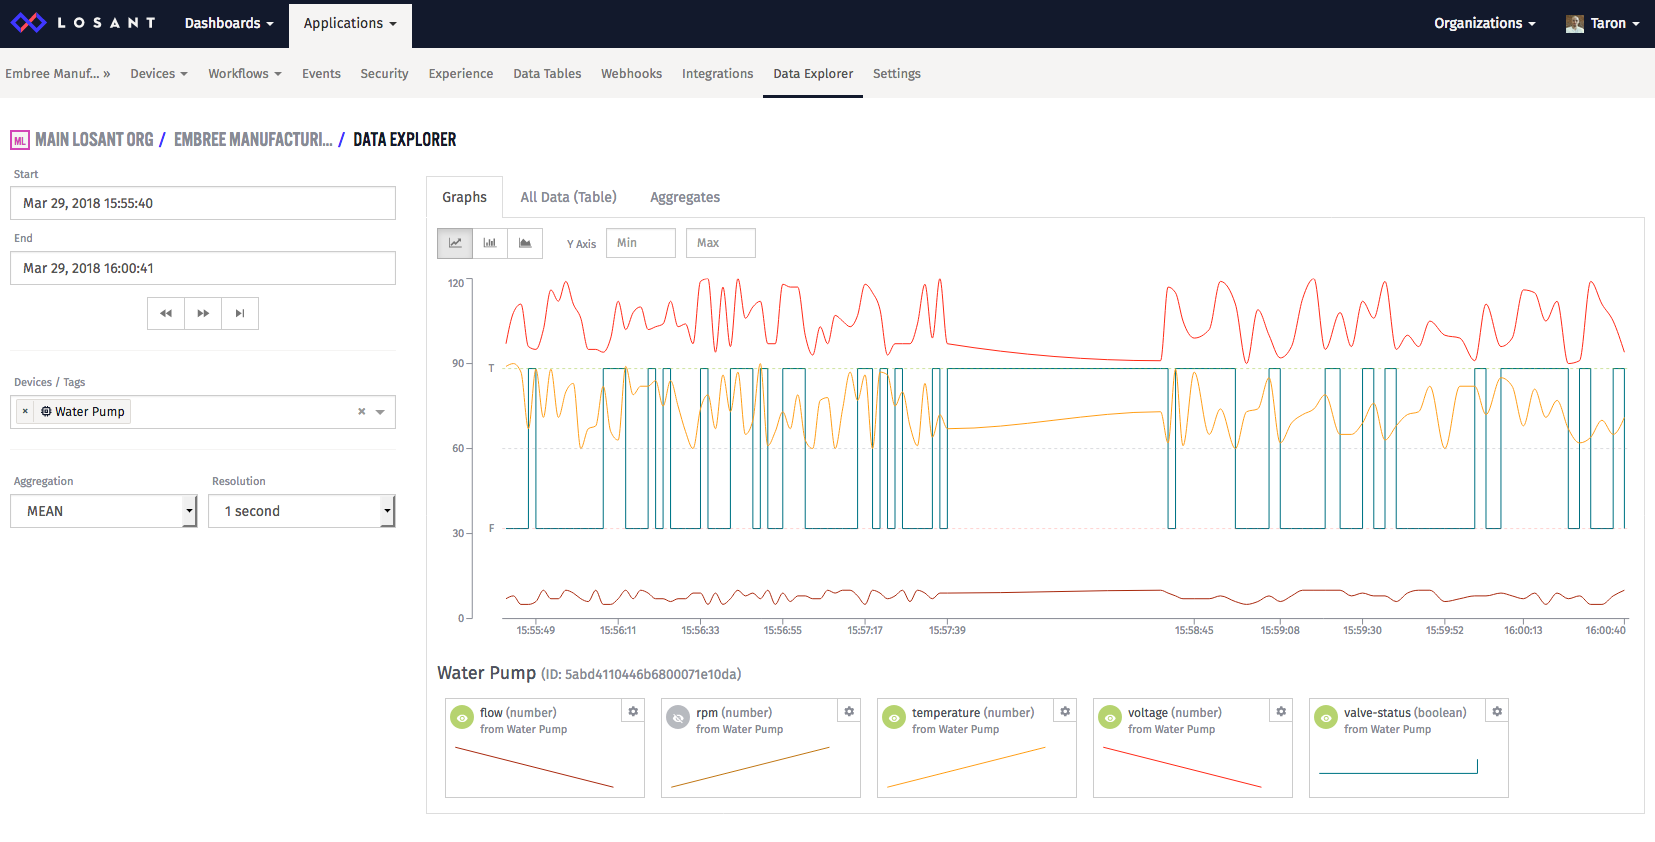 LOSANT Dashboards Applications Organizations Taron
Embree Manuf... » Devices Workflows Events Security Experience Data Tables Webhooks Integrations Data Explorer Settings
ML MAIN LOSANT ORG / EMBREE MANUFACTURI... / DATA EXPLORER
Start
Mar 29, 2018 15:55:40
End
Mar 29, 2018 16:00:41
Devices / Tags
× Water Pump ×
Aggregation Resolution
MEAN 1 second
Graphs All Data (Table) Aggregates
Y Axis Min Max
120
90 T
60
30 F
0
15:55:49 15:56:11 15:56:33 15:56:55 15:57:17 15:57:39 15:58:45 15:59:08 15:59:30 15:59:52 16:00:13 16:00:40
Water Pump (ID: 5abd4110446b6800071e10da)
flow (number) rpm (number) temperature (number) voltage (number) valve-status (boolean)
from Water Pump from Water Pump from Water Pump from Water Pump from Water Pump